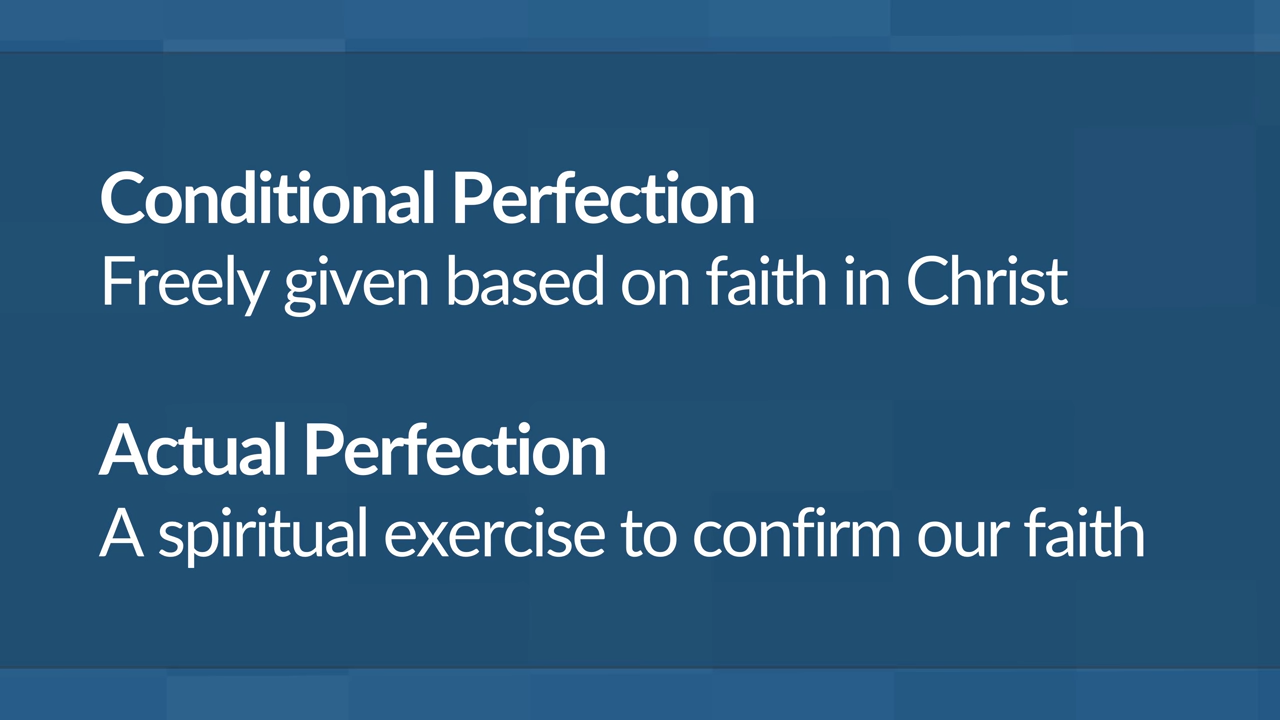 Conditional Perfection
Freely given based on faith in Christ
Actual Perfection
A spiritual exercise to confirm our faith